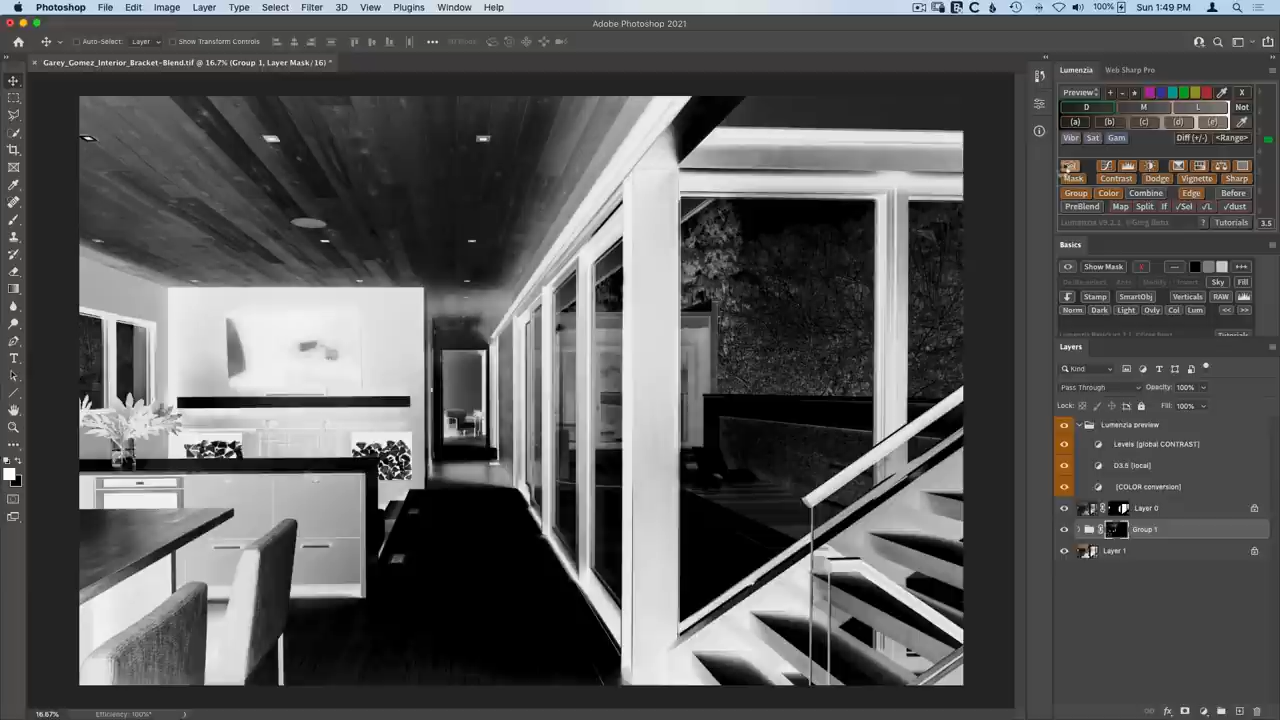 Photoshop File Edit Image Layer Type Select Filter 3D View Plugins Window Help 100% Sun 1:49 PM
Adobe Photoshop 2021
Auto-Select: Layer Show Transform Controls
Garey_Gomez_Interior_Bracket-Blend.tif @ 16.7% (Group 1, Layer Mask/16) *
Lumenzia Web Sharp Pro
Preview + - * X
D M L Not
(a) (b) (c) (d) (e)
Vibr Sat Gam Diff (+/-) <Range>
Mask Contrast Dodge Vignette Sharp
Group Color Combine Edge Before
PreBlend Map Split If √Sel √L √dust
? Tutorials 3.5
Basics
Show Mask X
Sky Fill
Stamp SmartObj Verticals RAW
Norm Dark Light Ovly Col Lum << >>
Layers
Kind
Pass Through Opacity: 100%
Lock: Fill: 100%
Lumenzia preview
Levels [global CONTRAST]
D3.5 [local]
[COLOR conversion]
Layer 0
Group 1
Layer 1
16.67% Efficiency: 100%*